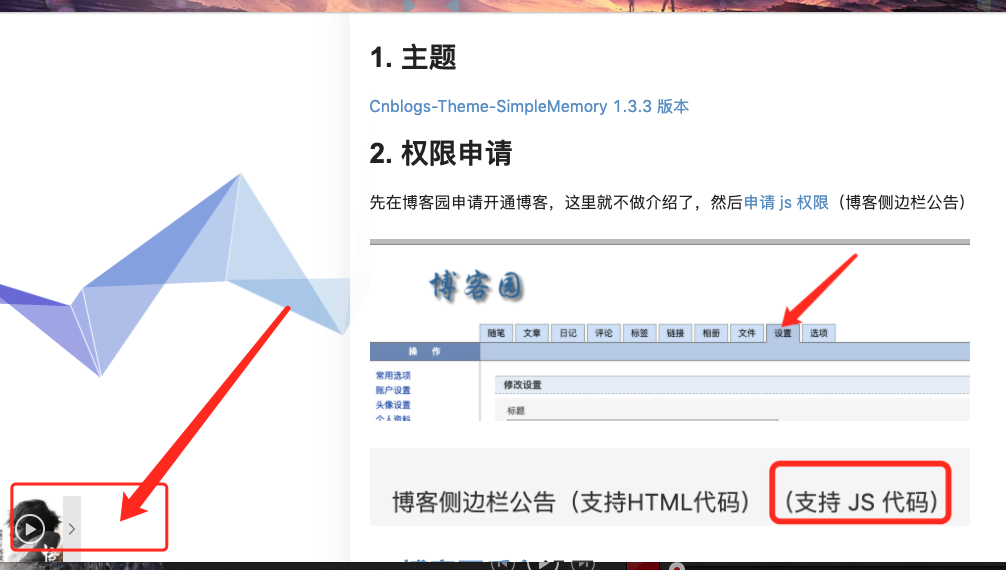 1. 主题
Cnblogs-Theme-SimpleMemory 1.3.3 版本
2. 权限申请
先在博客园申请开通博客，这里就不做介绍了，然后申请 js 权限（博客侧边栏公告）
博客园
随笔 文章 日记 评论 标签 链接 相册 文件 设置 选项
操 作
常用选项
修改设置
账户设置
头像设置
标题
个人资料
博客侧边栏公告（支持HTML代码）（支持 JS 代码）